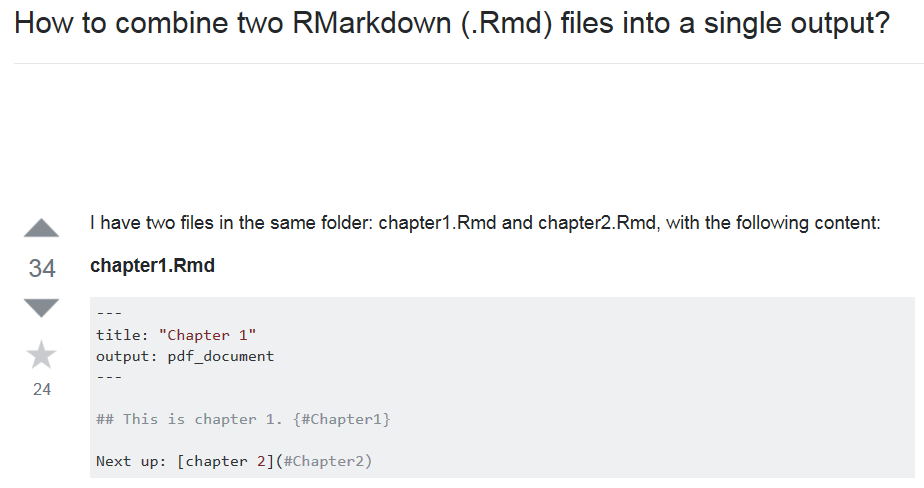 How to combine two RMarkdown (.Rmd) files into a single output?
I have two files in the same folder: chapter1.Rmd and chapter2.Rmd, with the following content:
34
chapter1.Rmd
---
title: "Chapter 1"
output: pdf_document
---
24
## This is chapter 1. {#Chapter1}
Next up: [chapter 2](#Chapter2)